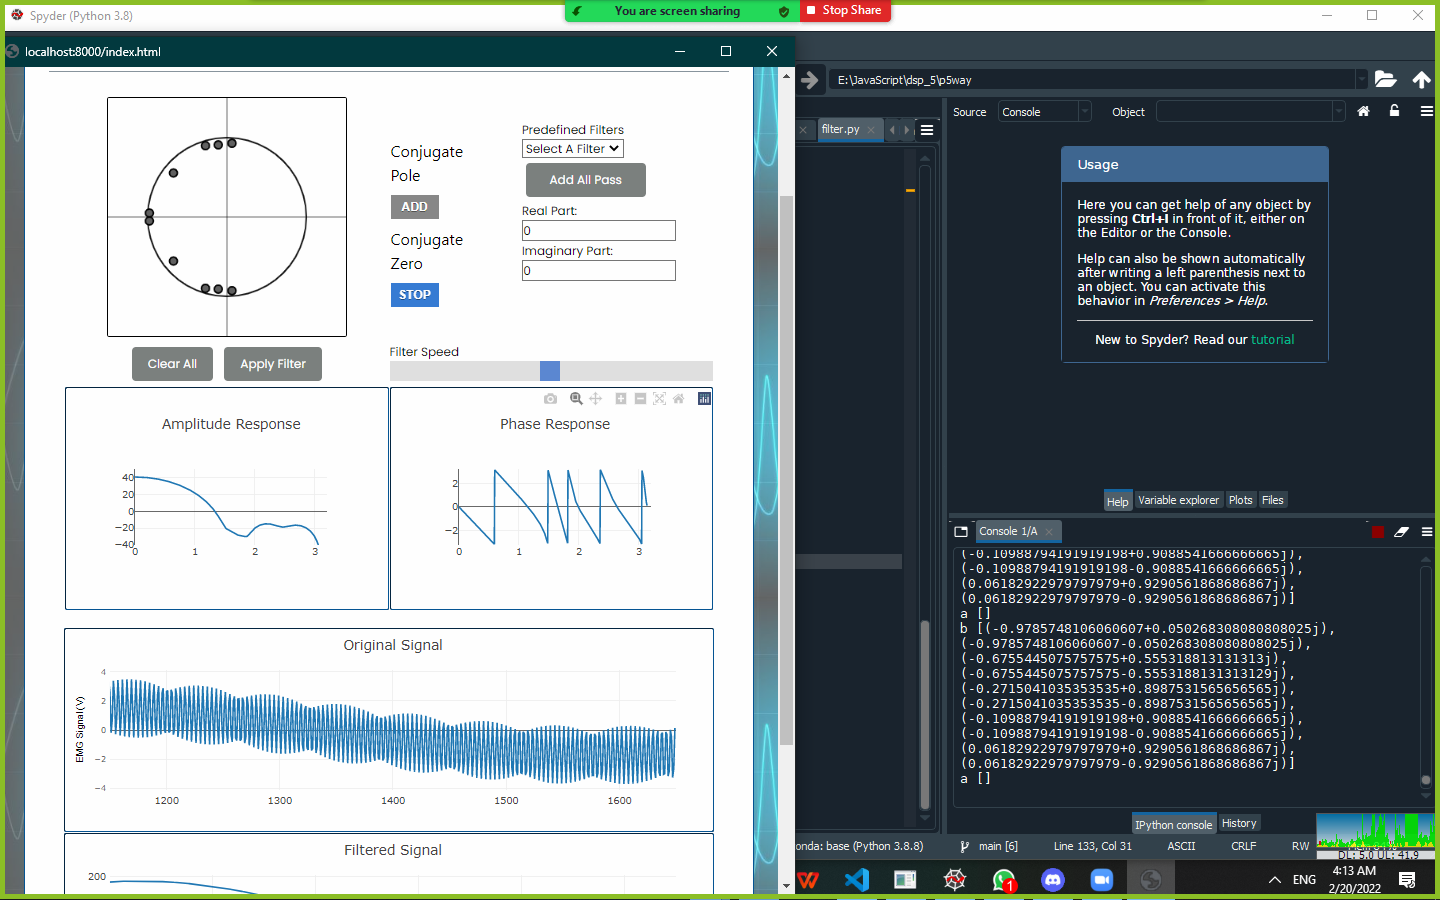 You are screen sharing
Stop Share
Spyder (Python 3.8)
localhost:8000/index.html
E:\JavaScript\dsp_5\p5way
Source
Console
Object
filter.py
Usage
Here you can get help of any object by
pressing Ctrl+I in front of it, either on
the Editor or the Console.
Help can also be shown automatically
after writing a left parenthesis next to
an object. You can activate this
behavior in Preferences > Help.
New to Spyder? Read our tutorial
Help
Variable explorer
Plots
Files
Conjugate
Pole
ADD
Conjugate
Zero
STOP
Predefined Filters
Select A Filter
Add All Pass
Real Part:
0
Imaginary Part:
0
Clear All
Apply Filter
Filter Speed
Amplitude Response
40
20
0
−20
−40
0
1
2
3
Phase Response
2
0
−2
0
1
2
3
Original Signal
EMG Signal(V)
4
2
0
−2
−4
1200
1300
1400
1500
1600
Filtered Signal
200
Console 1/A
(-0.10988794191919198+0.9088541666666665j),
(-0.10988794191919198-0.9088541666666665j),
(0.06182922979797979+0.9290561868686867j),
(0.06182922979797979-0.9290561868686867j)]
a []
b [(-0.9785748106060607+0.050268308080808025j),
(-0.9785748106060607-0.050268308080808025j),
(-0.6755445075757575+0.555318813131313j),
(-0.6755445075757575-0.5553188131313129j),
(-0.2715041035353535+0.8987531565656565j),
(-0.2715041035353535-0.8987531565656565j),
(-0.10988794191919198+0.9088541666666665j),
(-0.10988794191919198-0.9088541666666665j),
(0.06182922979797979+0.9290561868686867j),
(0.06182922979797979-0.9290561868686867j)]
a []
IPython console
History
onda: base (Python 3.8.8)
main [6]
Line 133, Col 31
ASCII
CRLF
RW
DL: 5.0 UL: 41.9
1
ENG
4:13 AM
2/20/2022